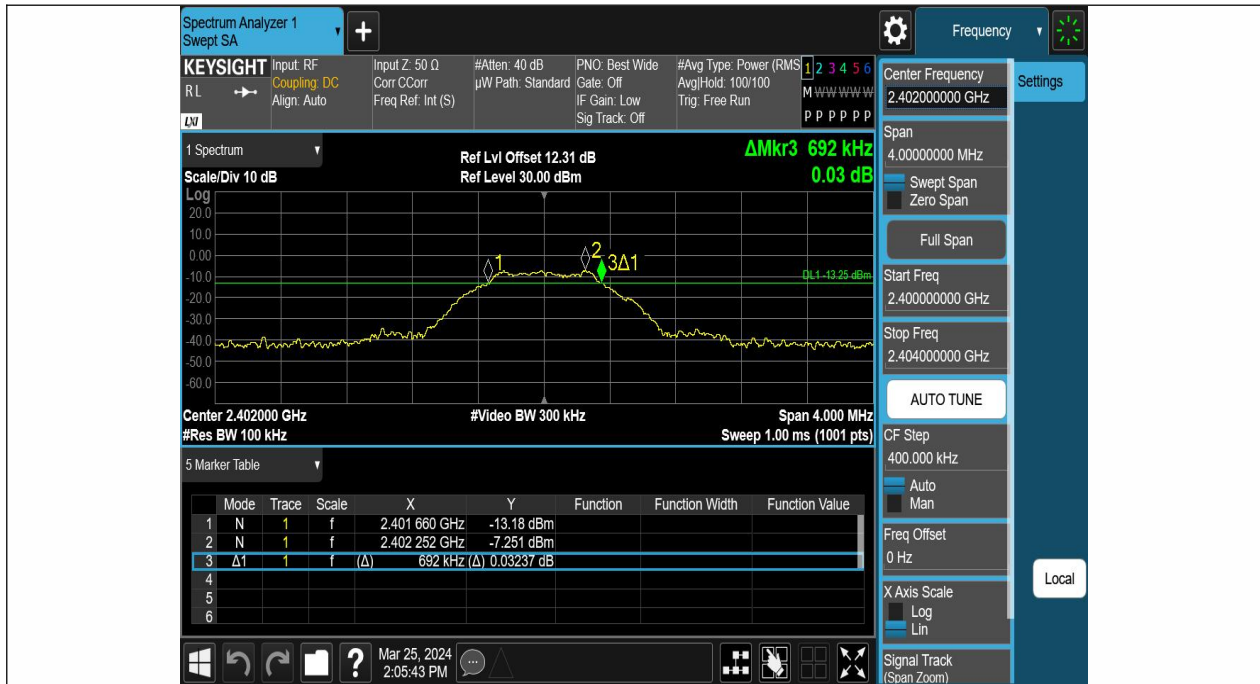 Spectrum Analyzer 1
Swept SA
+
Frequency
KEYSIGHT
R L
LXI
Input: RF
Coupling: DC
Align: Auto
Input Z: 50 Ω
Corr CCorr
Freq Ref: Int (S)
#Atten: 40 dB
µW Path: Standard
PNO: Best Wide
Gate: Off
IF Gain: Low
Sig Track: Off
#Avg Type: Power (RMS
Avg|Hold: 100/100
Trig: Free Run
1 2 3 4 5 6
M W W W W W
P P P P P P
1 Spectrum
Scale/Div 10 dB
Ref Lvl Offset 12.31 dB
Ref Level 30.00 dBm
ΔMkr3 692 kHz
0.03 dB
Log
20.0
10.0
0.00
-10.0
-20.0
-30.0
-40.0
-50.0
-60.0
1
2
3Δ1
DL1 -13.25 dBm
Center 2.402000 GHz
#Video BW 300 kHz
Span 4.000 MHz
#Res BW 100 kHz
Sweep 1.00 ms (1001 pts)
5 Marker Table
Mode Trace Scale X Y Function Function Width Function Value
1 N 1 f 2.401 660 GHz -13.18 dBm
2 N 1 f 2.402 252 GHz -7.251 dBm
3 Δ1 1 f (Δ) 692 kHz (Δ) 0.03237 dB
4
5
6
?
Mar 25, 2024
2:05:43 PM
Center Frequency
2.402000000 GHz
Span
4.00000000 MHz
Swept Span
Zero Span
Full Span
Start Freq
2.400000000 GHz
Stop Freq
2.404000000 GHz
AUTO TUNE
CF Step
400.000 kHz
Auto
Man
Freq Offset
0 Hz
X Axis Scale
Log
Lin
Signal Track
(Span Zoom)
Settings
Local